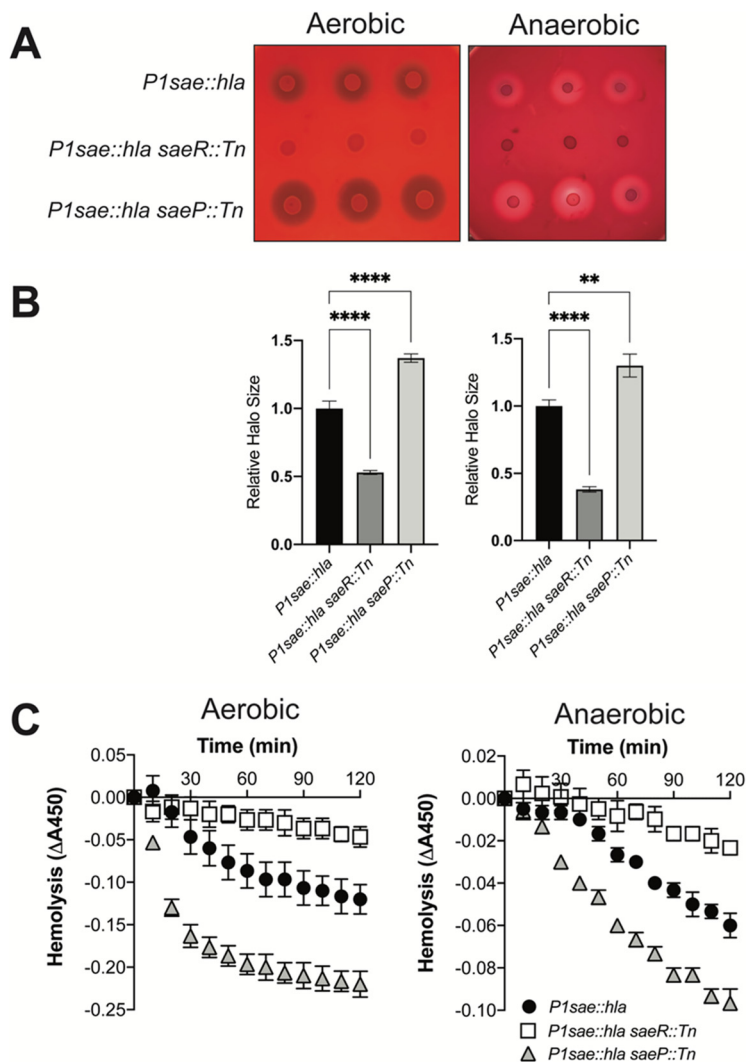 A
Aerobic
Anaerobic
P1sae::hla
P1sae::hla saeR::Tn
P1sae::hla saeP::Tn
B
****
****
Relative Halo Size
1.5
1.0
0.5
0.0
P1sae::hla
P1sae::hla saeR::Tn
P1sae::hla saeP::Tn
**
****
Relative Halo Size
1.5
1.0
0.5
0.0
P1sae::hla
P1sae::hla saeR::Tn
P1sae::hla saeP::Tn
C
Aerobic
Time (min)
30 60 90 120
Hemolysis (ΔA450)
0.05
0.00
-0.05
-0.10
-0.15
-0.20
-0.25
Anaerobic
Time (min)
30 60 90 120
Hemolysis (ΔA450)
0.02
0.00
-0.02
-0.04
-0.06
-0.08
-0.10
P1sae::hla
P1sae::hla saeR::Tn
P1sae::hla saeP::Tn